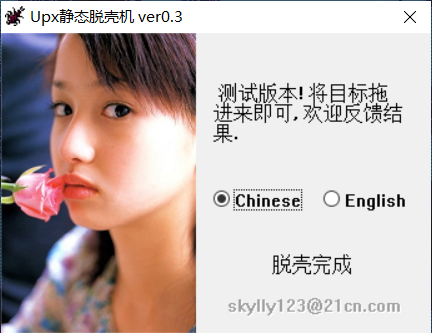 Upx静态脱壳机 ver0.3
测试版本! 将目标拖
进来即可, 欢迎反馈结
果.
Chinese English
脱壳完成
skylly123@21cn.com